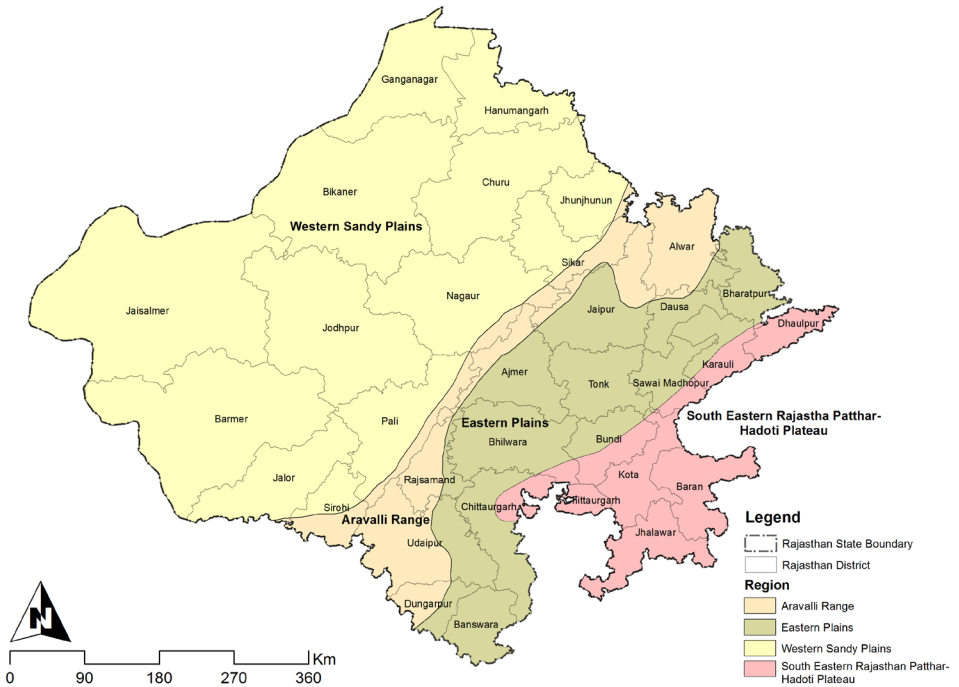 Ganganagar
Hanumangarh
Churu
Bikaner
Jhunjhunun
Western Sandy Plains
Alwar
Sikar
Nagaur
Bharatpur
Jaisalmer
Jaipur
Dausa
Jodhpur
Dhaulpur
Karauli
Ajmer
Tonk
Sawai Madhopur
Barmer
Pali
Eastern Plains
South Eastern Rajastha Patthar-
Hadoti Plateau
Bhilwara
Bundi
Kota
Jalor
Rajsamand
Baran
Chittaurgarh
Chittaurgarh
Sirohi
Aravalli Range
Jhalawar
Udaipur
Dungarpur
Banswara
Legend
Rajasthan State Boundary
Rajasthan District
Region
Aravalli Range
Eastern Plains
Western Sandy Plains
South Eastern Rajasthan Patthar-
Hadoti Plateau
N
Km
0 90 180 270 360